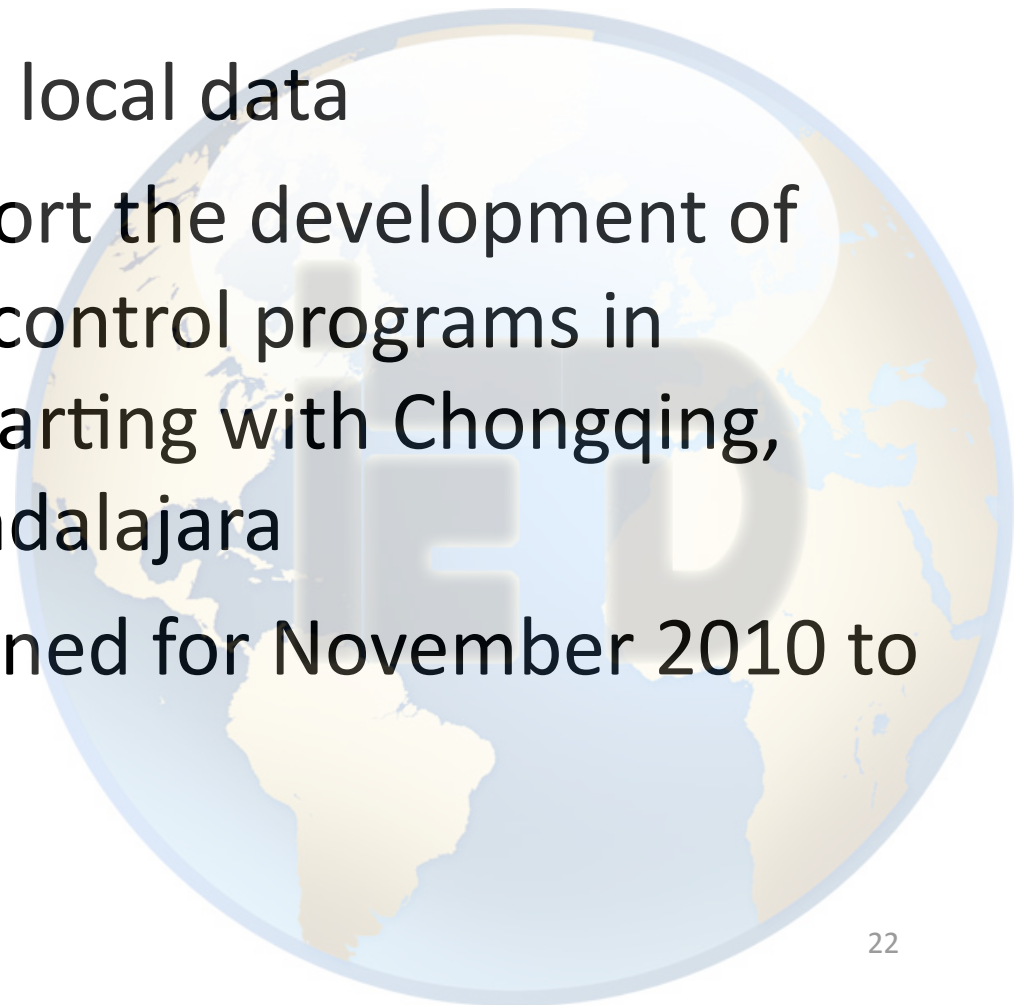 local data
ort the development of
control programs in
arting with Chongqing,
dalajara
ned for November 2010 to
iED
22